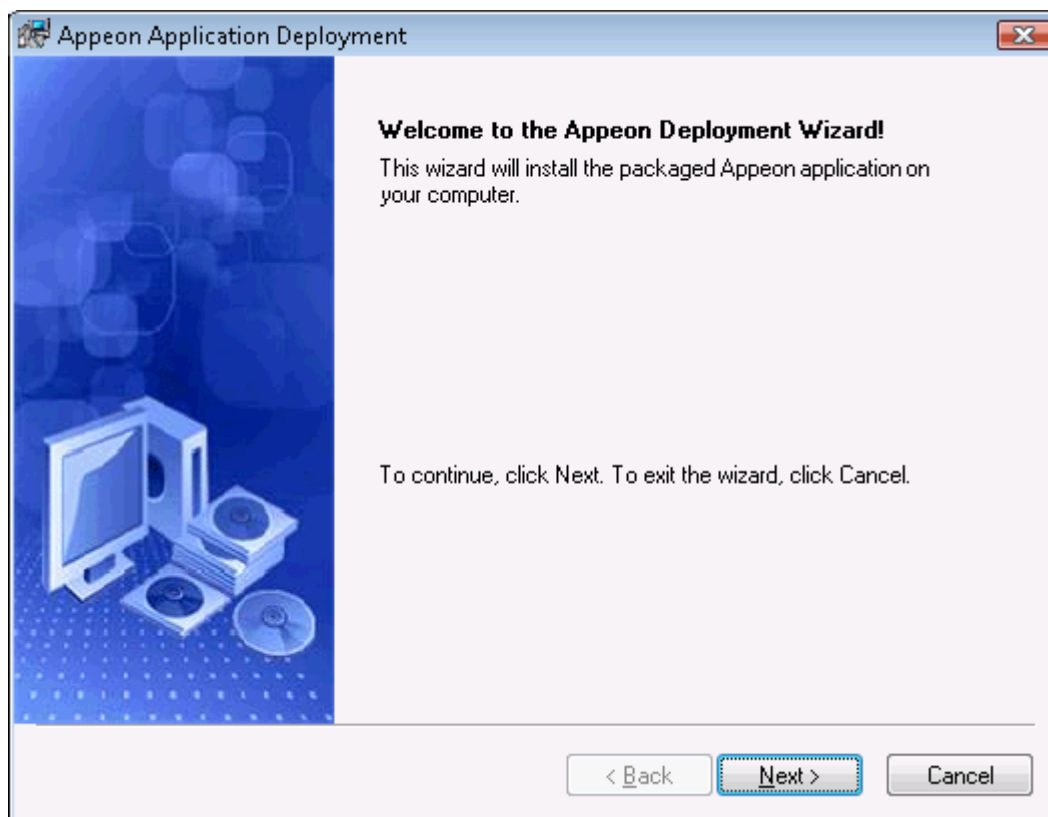 Appeon Application Deployment
Welcome to the Appeon Deployment Wizard!
This wizard will install the packaged Appeon application on
your computer.
To continue, click Next. To exit the wizard, click Cancel.
< Back
Next >
Cancel